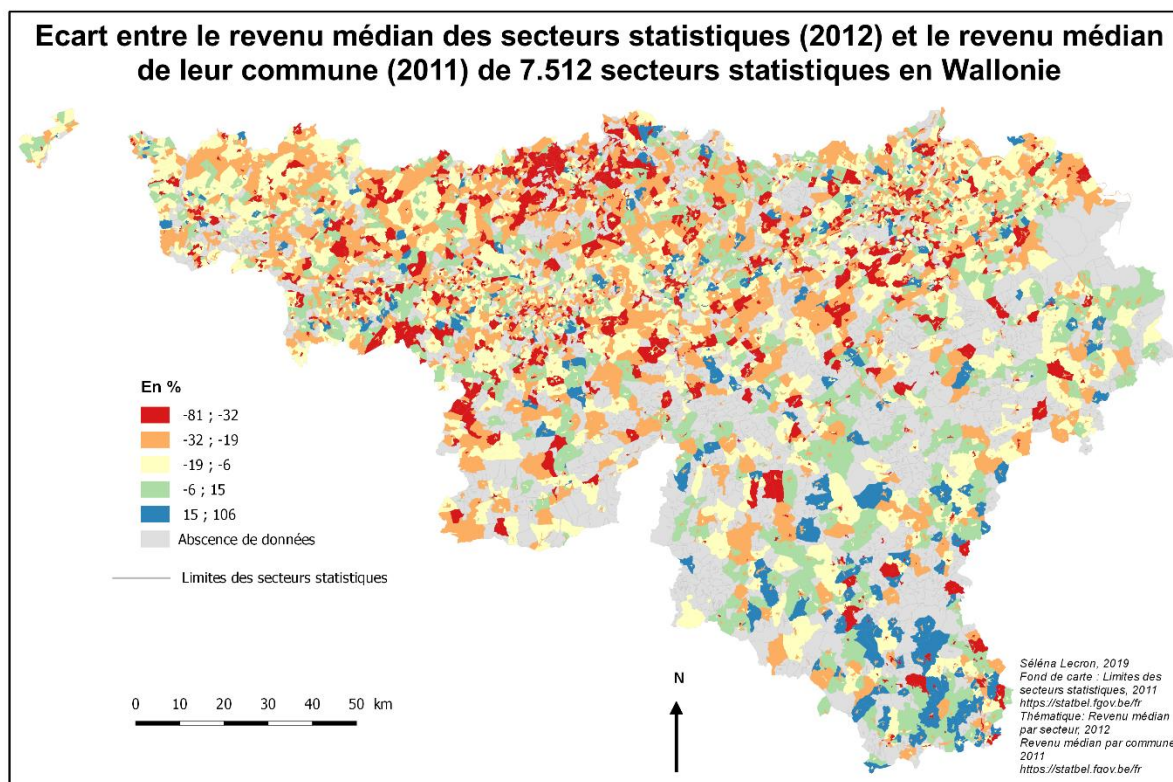 Ecart entre le revenu médian des secteurs statistiques (2012) et le revenu médian
de leur commune (2011) de 7.512 secteurs statistiques en Wallonie
En %
-81 ; -32
-32 ; -19
-19 ; -6
-6 ; 15
15 ; 106
Abscence de données
Limites des secteurs statistiques
0 10 20 30 40 50 km
N
Séléna Lecron, 2019
Fond de carte : Limites des
secteurs statistiques, 2011
https://statbel.fgov.be/fr
Thématique: Revenu médian
par secteur, 2012
Revenu médian par commune
2011
https://statbel.fgov.be/fr